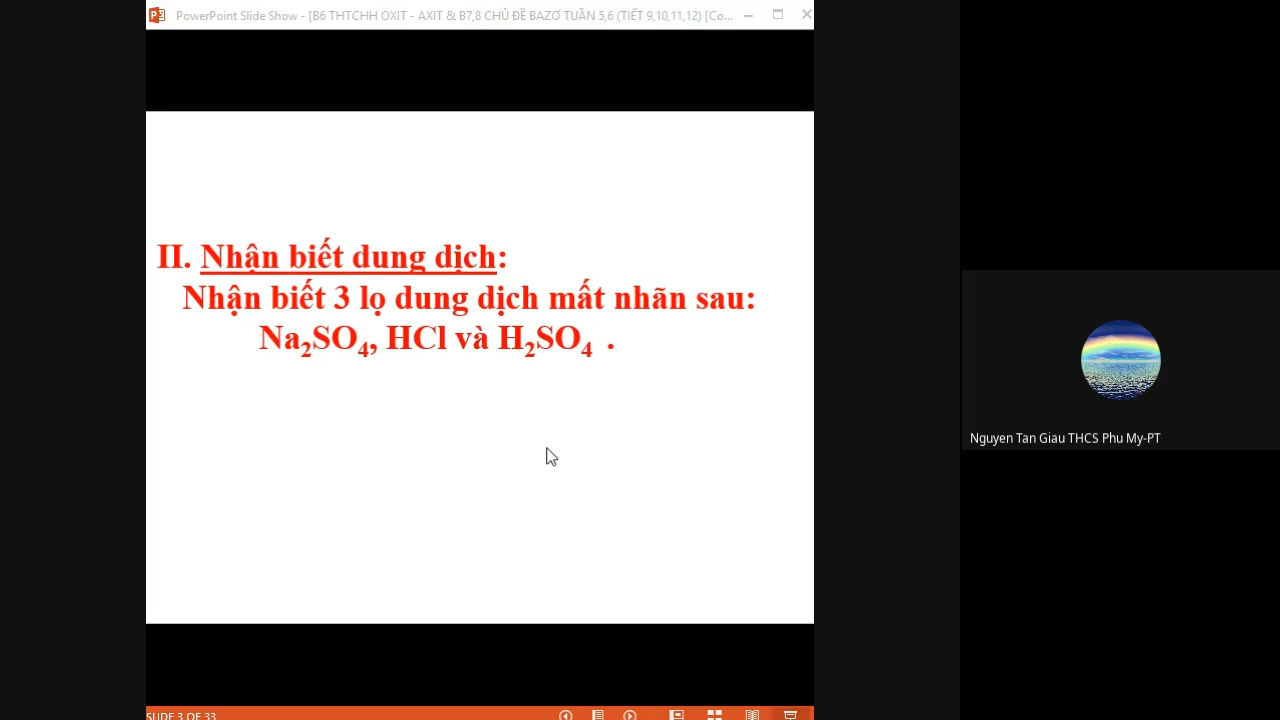 PowerPoint Slide Show - [B6 THTCHH OXIT - AXIT & B7,8 CHỦ ĐỀ BAZƠ TUẦN 5,6 (TIẾT 9,10,11,12) [Co...
II. Nhận biết dung dịch:
Nhận biết 3 lọ dung dịch mất nhãn sau:
Na₂SO₄, HCl và H₂SO₄ .
Nguyen Tan Giau THCS Phu My-PT
SLIDE 3 OF 33